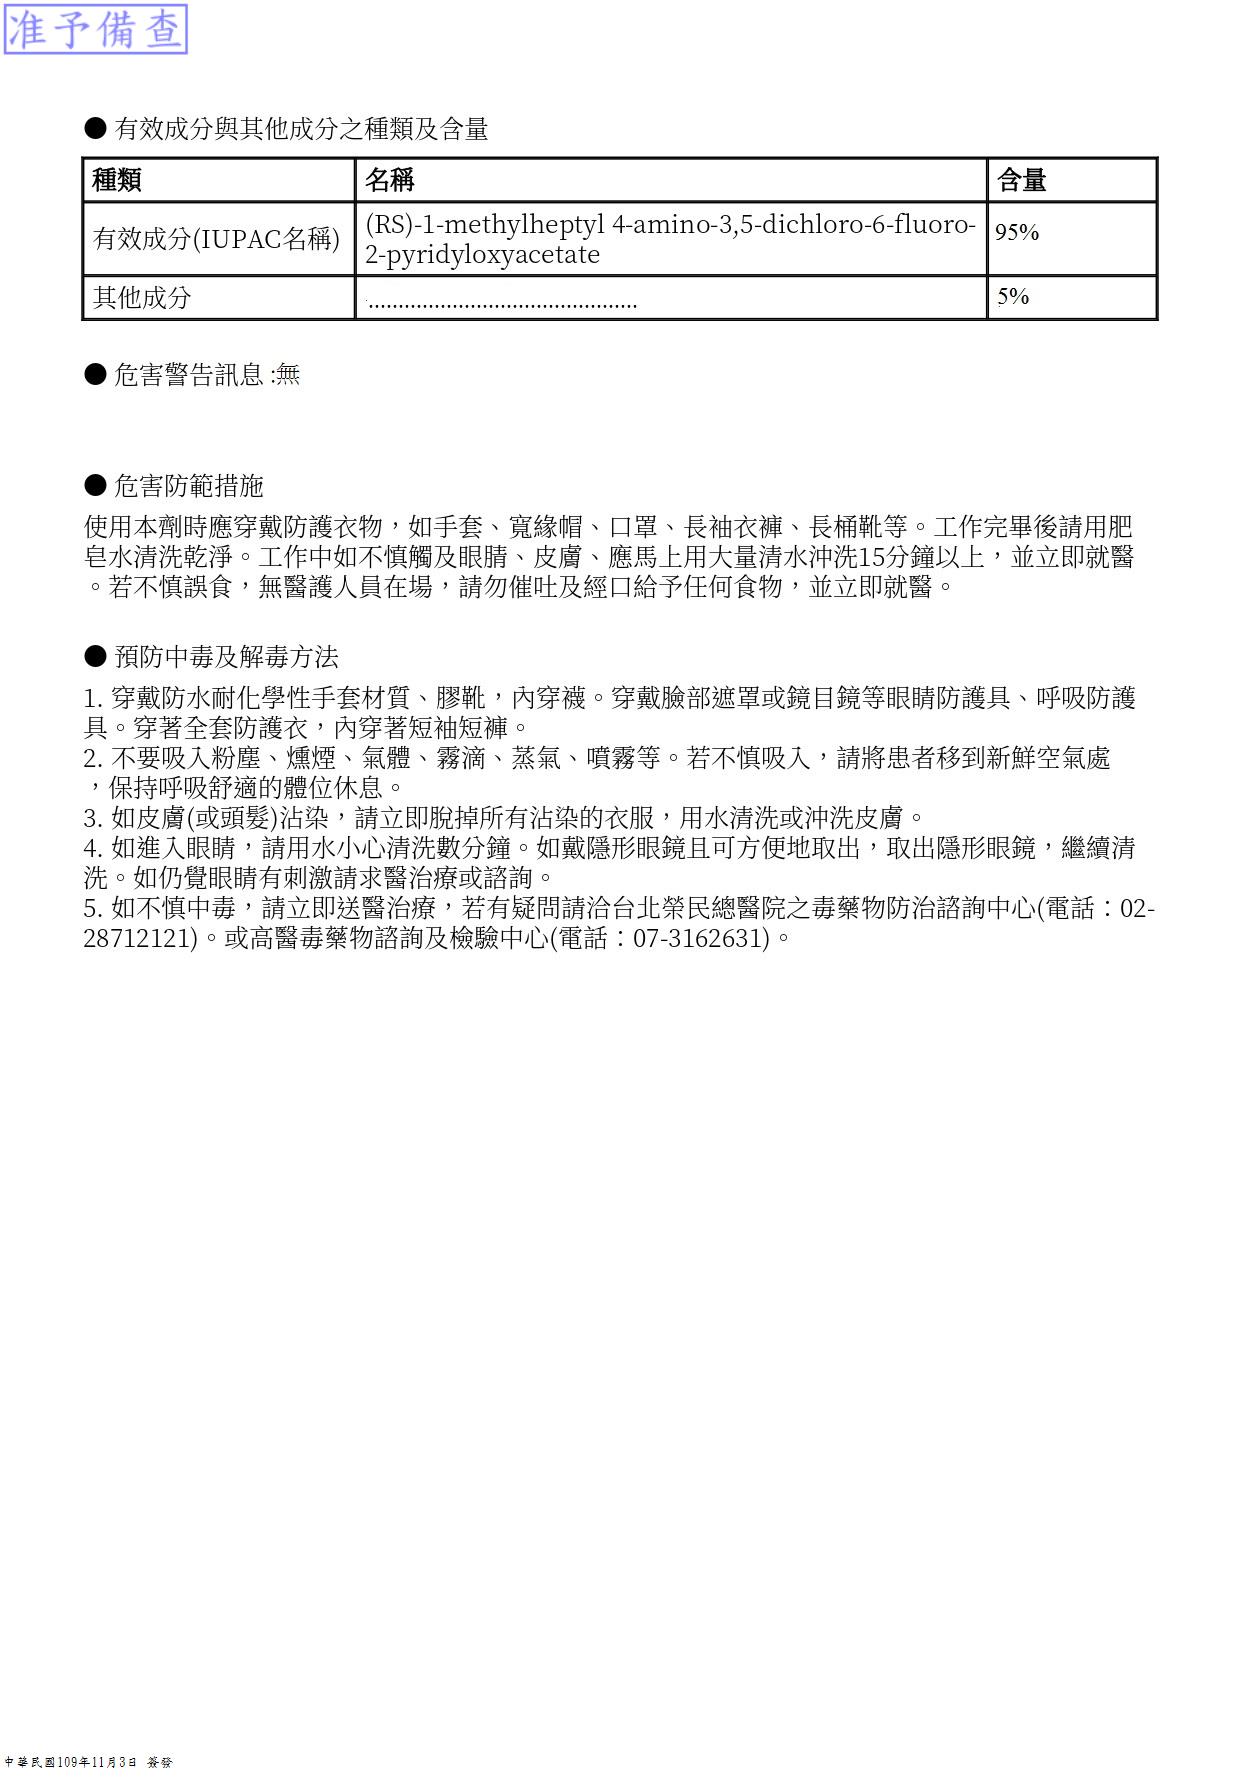 准予備查
● 有效成分與其他成分之種類及含量
種類 名稱 含量
有效成分(IUPAC名稱) (RS)-1-methylheptyl 4-amino-3,5-dichloro-6-fluoro- 95%
2-pyridyloxyacetate
其他成分 ............................................. 5%
● 危害警告訊息 :無
● 危害防範措施
使用本劑時應穿戴防護衣物，如手套、寬緣帽、口罩、長袖衣褲、長桶靴等。工作完畢後請用肥
皂水清洗乾淨。工作中如不慎觸及眼睛、皮膚、應馬上用大量清水沖洗15分鐘以上，並立即就醫
。若不慎誤食，無醫護人員在場，請勿催吐及經口給予任何食物，並立即就醫。
● 預防中毒及解毒方法
1. 穿戴防水耐化學性手套材質、膠靴，內穿襪。穿戴臉部遮罩或鏡目鏡等眼睛防護具、呼吸防護
具。穿著全套防護衣，內穿著短袖短褲。
2. 不要吸入粉塵、燻煙、氣體、霧滴、蒸氣、噴霧等。若不慎吸入，請將患者移到新鮮空氣處
，保持呼吸舒適的體位休息。
3. 如皮膚(或頭髮)沾染，請立即脫掉所有沾染的衣服，用水清洗或沖洗皮膚。
4. 如進入眼睛，請用水小心清洗數分鐘。如戴隱形眼鏡且可方便地取出，取出隱形眼鏡，繼續清
洗。如仍覺眼睛有刺激請求醫治療或諮詢。
5. 如不慎中毒，請立即送醫治療，若有疑問請洽台北榮民總醫院之毒藥物防治諮詢中心(電話：02-
28712121)。或高醫毒藥物諮詢及檢驗中心(電話：07-3162631)。
中華民國109年11月3日 簽發